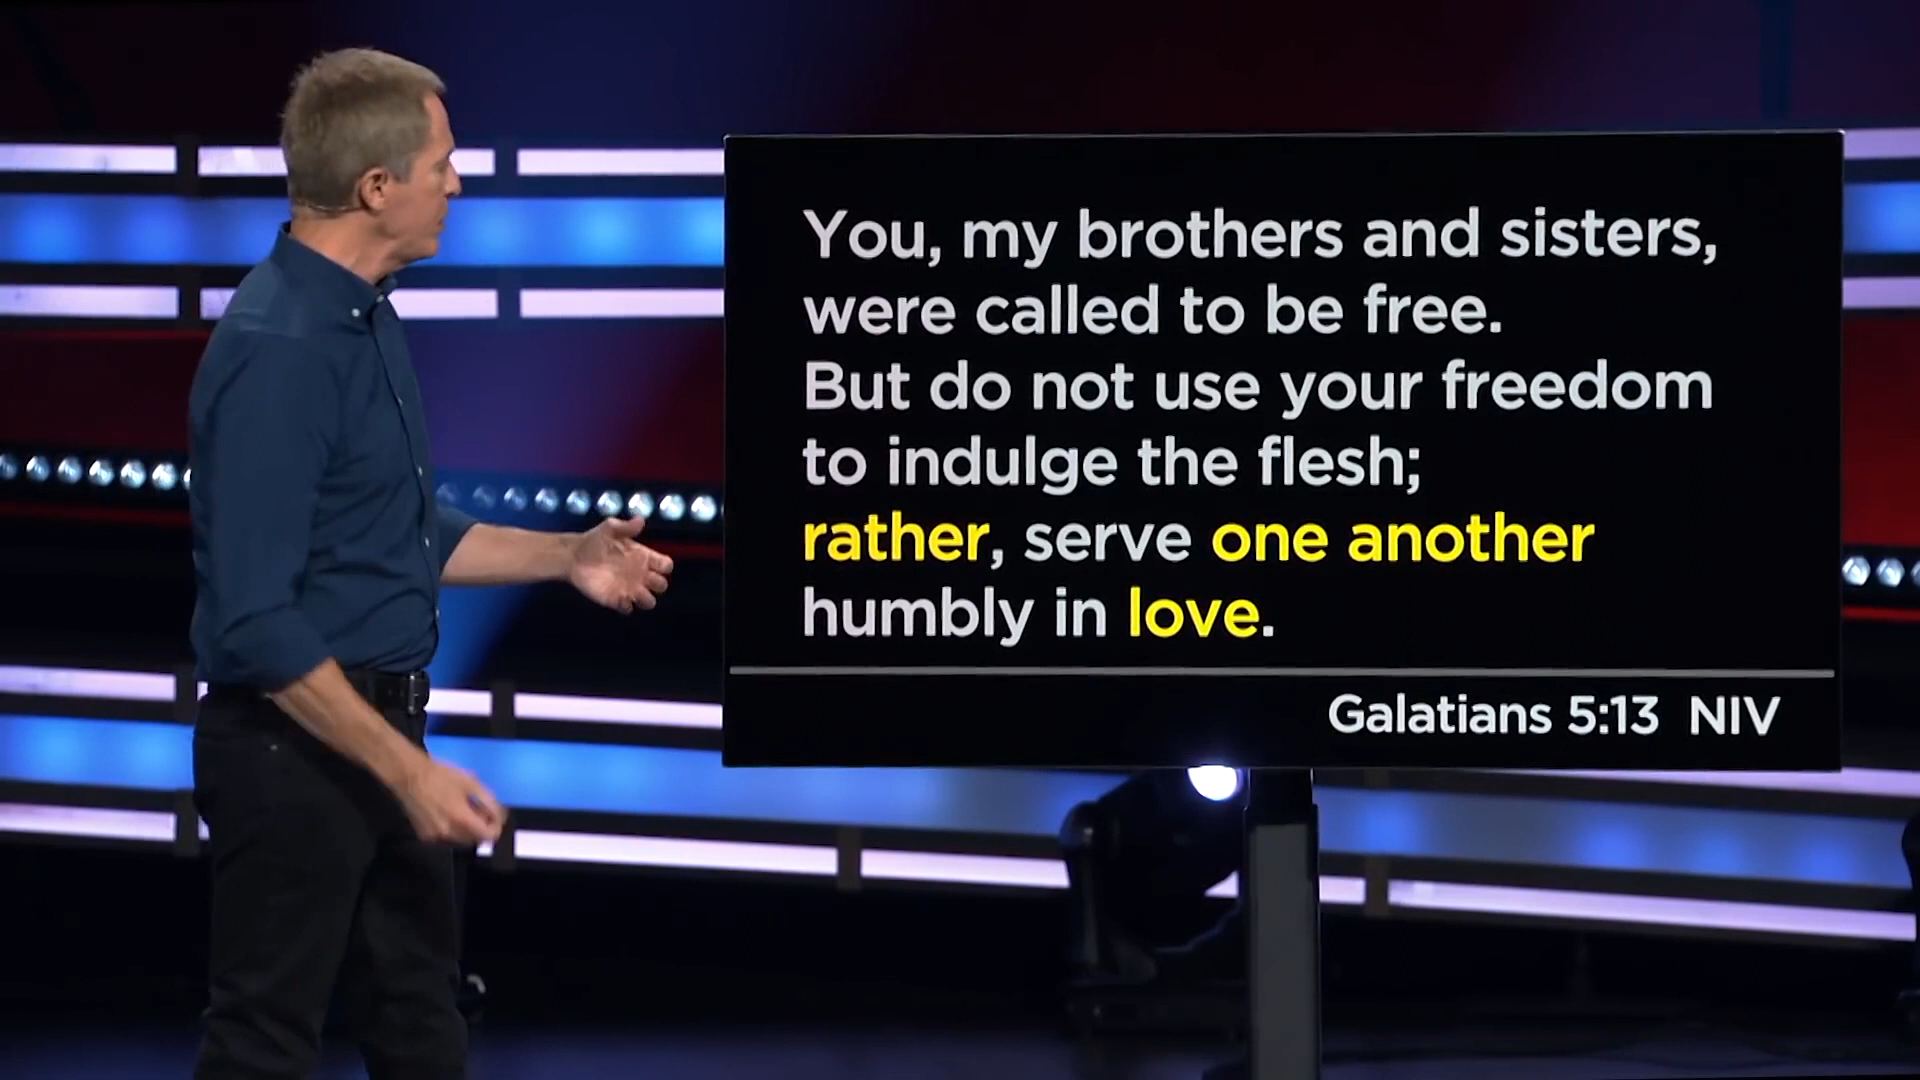 You, my brothers and sisters,
were called to be free.
But do not use your freedom
to indulge the flesh;
rather, serve one another
humbly in love.
Galatians 5:13 NIV